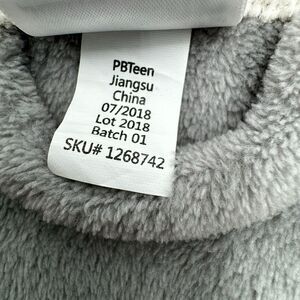 PBTeen
Jiangsu
China
07/2018
Lot 2018
Batch 01
SKU# 1268742